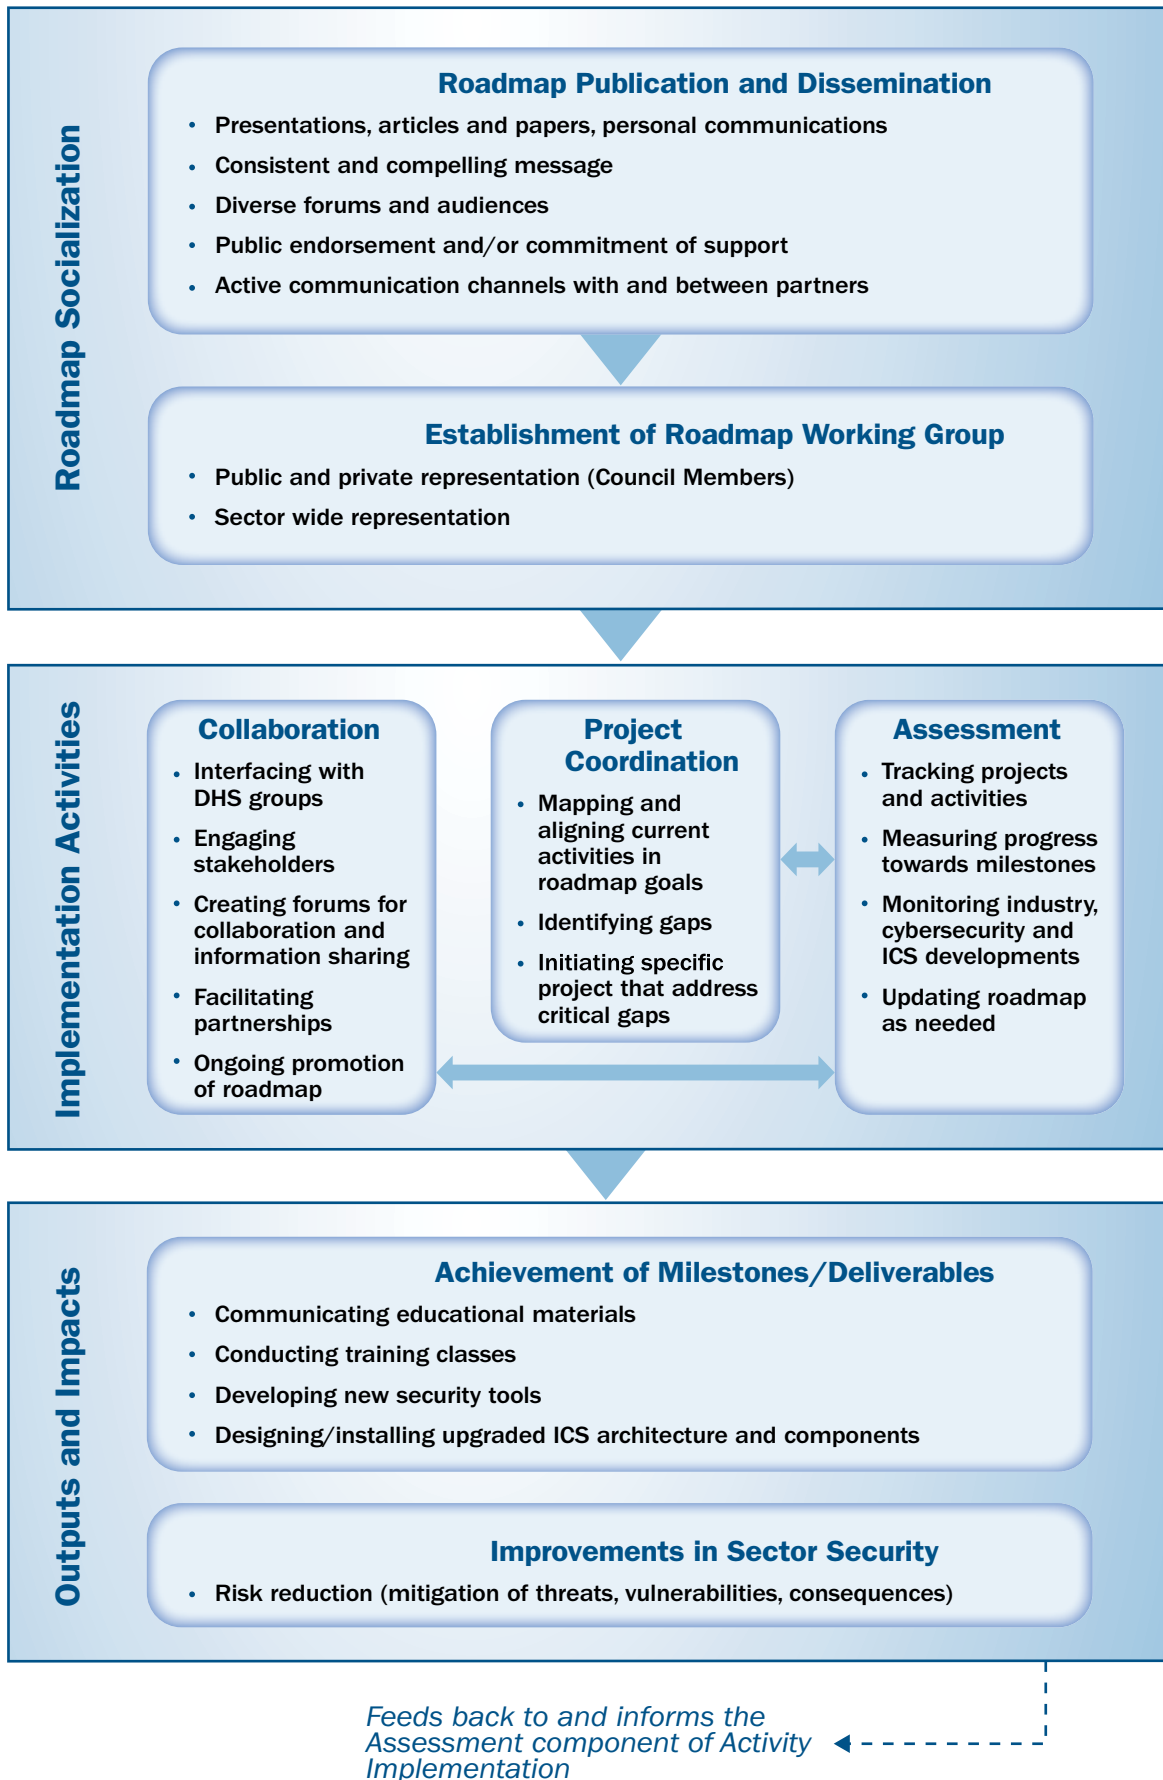 Roadmap Socialization
Roadmap Publication and Dissemination
• Presentations, articles and papers, personal communications
• Consistent and compelling message
• Diverse forums and audiences
• Public endorsement and/or commitment of support
• Active communication channels with and between partners
Establishment of Roadmap Working Group
• Public and private representation (Council Members)
• Sector wide representation
Implementation Activities
Collaboration
• Interfacing with
DHS groups
• Engaging
stakeholders
• Creating forums for
collaboration and
information sharing
• Facilitating
partnerships
• Ongoing promotion
of roadmap
Project
Coordination
• Mapping and
aligning current
activities in
roadmap goals
• Identifying gaps
• Initiating specific
project that address
critical gaps
Assessment
• Tracking projects
and activities
• Measuring progress
towards milestones
• Monitoring industry,
cybersecurity and
ICS developments
• Updating roadmap
as needed
Outputs and Impacts
Achievement of Milestones/Deliverables
• Communicating educational materials
• Conducting training classes
• Developing new security tools
• Designing/installing upgraded ICS architecture and components
Improvements in Sector Security
• Risk reduction (mitigation of threats, vulnerabilities, consequences)
Feeds back to and informs the
Assessment component of Activity
Implementation